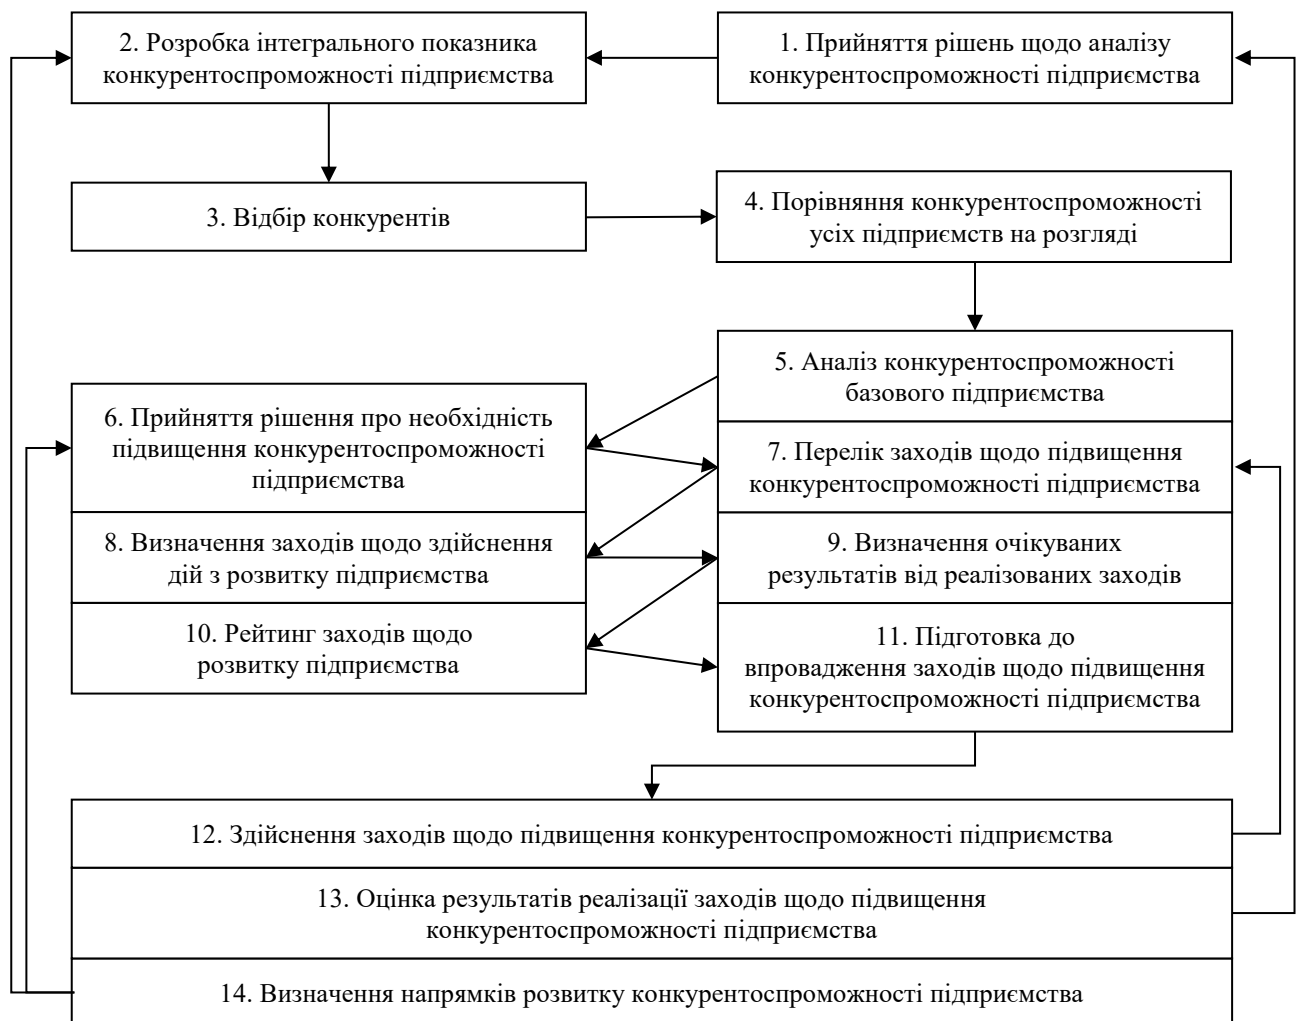 2. Розробка інтегрального показника
конкурентоспроможності підприємства
1. Прийняття рішень щодо аналізу
конкурентоспроможності підприємства
3. Відбір конкурентів
4. Порівняння конкурентоспроможності
усіх підприємств на розгляді
5. Аналіз конкурентоспроможності
базового підприємства
6. Прийняття рішення про необхідність
підвищення конкурентоспроможності
підприємства
7. Перелік заходів щодо підвищення
конкурентоспроможності підприємства
8. Визначення заходів щодо здійснення
дій з розвитку підприємства
9. Визначення очікуваних
результатів від реалізованих заходів
10. Рейтинг заходів щодо
розвитку підприємства
11. Підготовка до
впровадження заходів щодо підвищення
конкурентоспроможності підприємства
12. Здійснення заходів щодо підвищення конкурентоспроможності підприємства
13. Оцінка результатів реалізації заходів щодо підвищення
конкурентоспроможності підприємства
14. Визначення напрямків розвитку конкурентоспроможності підприємства